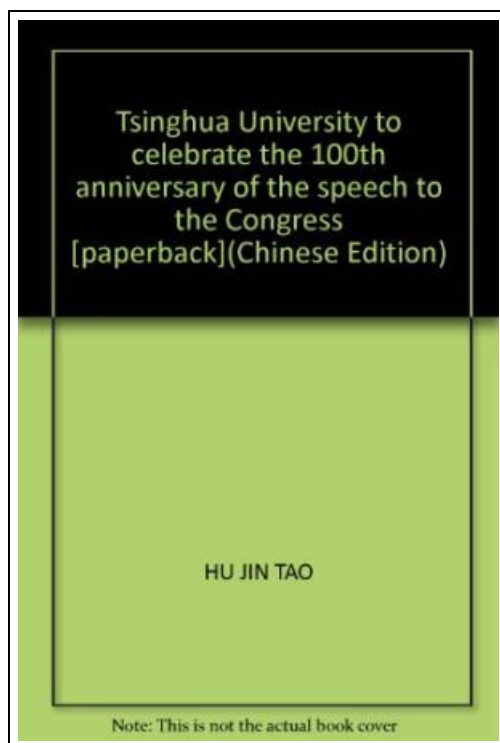 Tsinghua University to
celebrate the 100th
anniversary of the speech to
the Congress
[paperback](Chinese Edition)
HU JIN TAO
Note: This is not the actual book cover